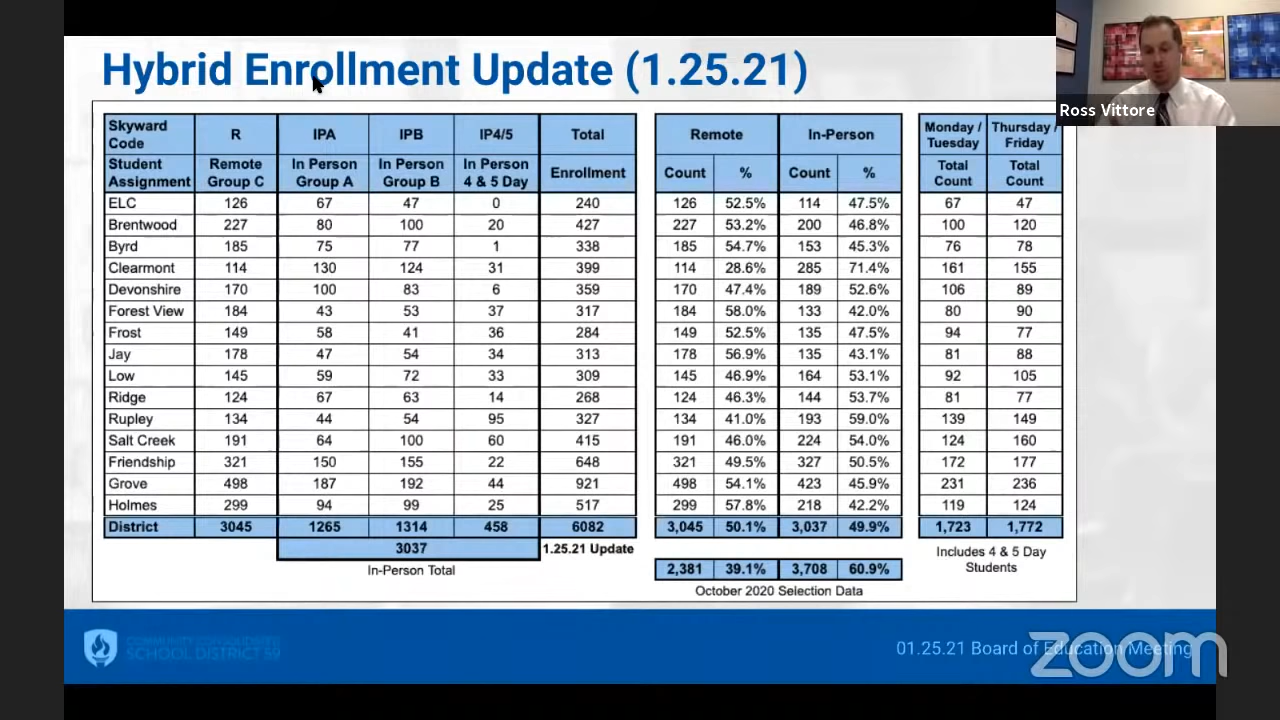 Hybrid Enrollment Update (1.25.21)
Ross Vittore
Skyward Code R IPA IPB IP4/5 Total Remote In-Person Monday / Tuesday Thursday / Friday
Student Assignment Remote Group C In Person Group A In Person Group B In Person 4 & 5 Day Enrollment Count % Count % Total Count Total Count
ELC 126 67 47 0 240 126 52.5% 114 47.5% 67 47
Brentwood 227 80 100 20 427 227 53.2% 200 46.8% 100 120
Byrd 185 75 77 1 338 185 54.7% 153 45.3% 76 78
Clearmont 114 130 124 31 399 114 28.6% 285 71.4% 161 155
Devonshire 170 100 83 6 359 170 47.4% 189 52.6% 106 89
Forest View 184 43 53 37 317 184 58.0% 133 42.0% 80 90
Frost 149 58 41 36 284 149 52.5% 135 47.5% 94 77
Jay 178 47 54 34 313 178 56.9% 135 43.1% 81 88
Low 145 59 72 33 309 145 46.9% 164 53.1% 92 105
Ridge 124 67 63 14 268 124 46.3% 144 53.7% 81 77
Rupley 134 44 54 95 327 134 41.0% 193 59.0% 139 149
Salt Creek 191 64 100 60 415 191 46.0% 224 54.0% 124 160
Friendship 321 150 155 22 648 321 49.5% 327 50.5% 172 177
Grove 498 187 192 44 921 498 54.1% 423 45.9% 231 236
Holmes 299 94 99 25 517 299 57.8% 218 42.2% 119 124
District 3045 1265 1314 458 6082 3,045 50.1% 3,037 49.9% 1,723 1,772
3037 1.25.21 Update
In-Person Total
Includes 4 & 5 Day
Students
2,381 39.1% 3,708 60.9%
October 2020 Selection Data
COMMUNITY CONSOLIDATED
SCHOOL DISTRICT 59
01.25.21 Board of Education Meeting
zoom